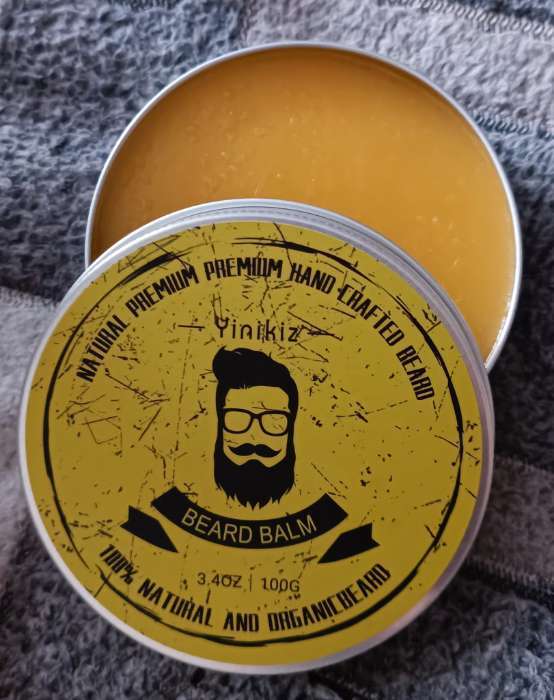 NATURAL PREMIUM PREMIUM HAND CRAFTED BEARD
Yinikiz
BEARD BALM
3.4OZ | 100G
100% NATURAL AND ORGANICBEARD